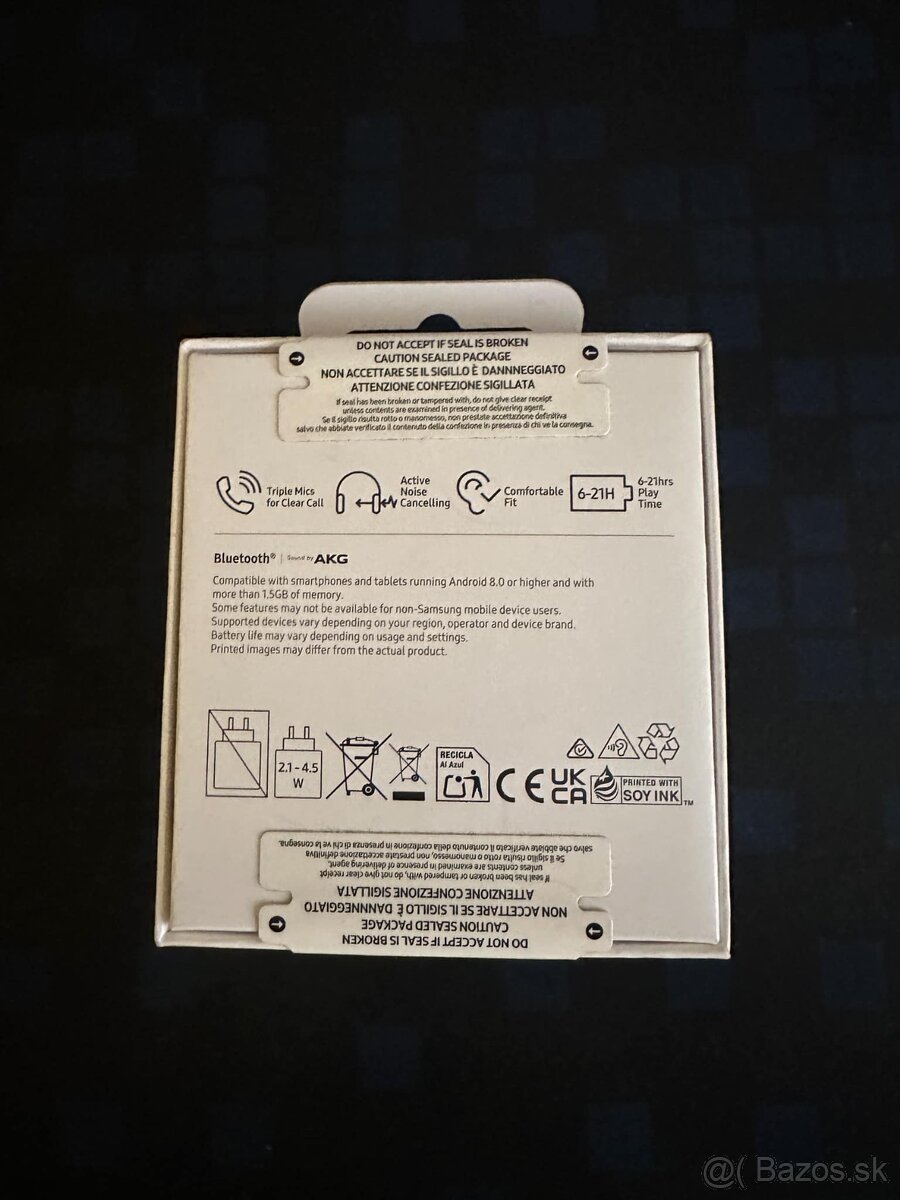 DO NOT ACCEPT IF SEAL IS BROKEN
CAUTION SEALED PACKAGE
NON ACCETTARE SE IL SIGILLO È DANNNEGGIATO
ATTENZIONE CONFEZIONE SIGILLATA
If seal has been broken or tampered with, do not give clear receipt
unless contents are examined in presence of delivering agent.
Se il sigillo risulta rotto o manomesso, non prestate accettazione definitiva
salvo che abbiate verificato il contenuto della confezione in presenza di chi ve la consegna.
Triple Mics
for Clear Call
Active
Noise
Cancelling
Comfortable
Fit
6-21H
6-21hrs
Play
Time
Bluetooth® | Sound by AKG
Compatible with smartphones and tablets running Android 8.0 or higher and with
more than 1.5GB of memory.
Some features may not be available for non-Samsung mobile device users.
Supported devices vary depending on your region, operator and device brand.
Battery life may vary depending on usage and settings.
Printed images may differ from the actual product.
2.1 - 4.5
W
RECICLA
Al Azul
CE
UK
CA
PRINTED WITH
SOY INK™
DO NOT ACCEPT IF SEAL IS BROKEN
CAUTION SEALED PACKAGE
NON ACCETTARE SE IL SIGILLO È DANNNEGGIATO
ATTENZIONE CONFEZIONE SIGILLATA
If seal has been broken or tampered with, do not give clear receipt
unless contents are examined in presence of delivering agent.
Se il sigillo risulta rotto o manomesso, non prestate accettazione definitiva
salvo che abbiate verificato il contenuto della confezione in presenza di chi ve la consegna.
@( Bazos.sk